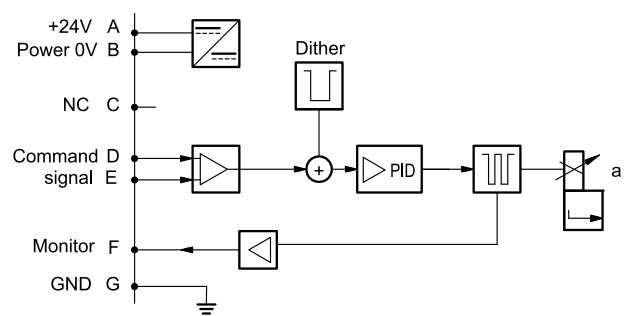 +24V A
Power 0V B
Dither
NC C
Command D
signal E
+
PID
a
Monitor F
GND G